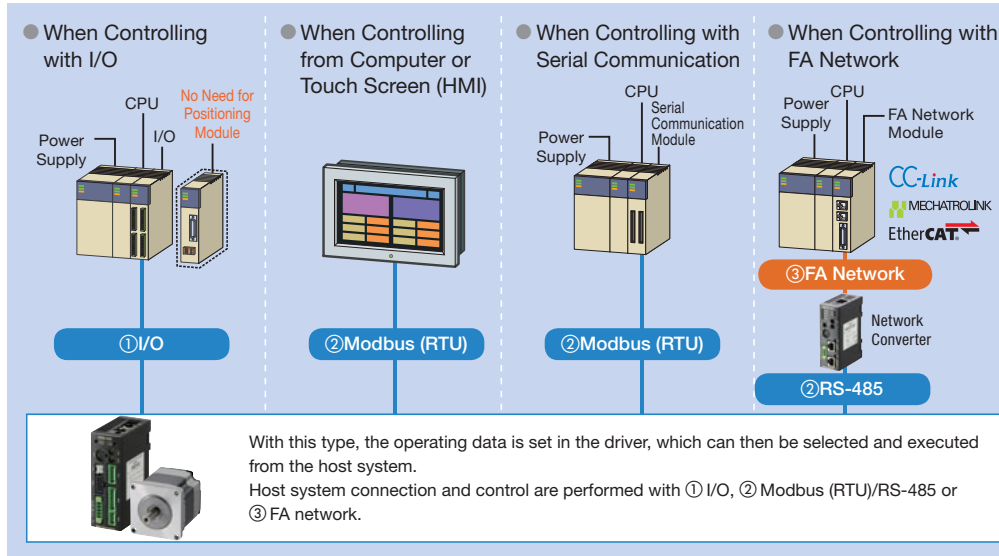 ● When Controlling
with I/O
CPU
I/O
Power
Supply
No Need for
Positioning
Module
①I/O
● When Controlling
from Computer or
Touch Screen (HMI)
②Modbus (RTU)
● When Controlling with
Serial Communication
CPU
Serial
Communication
Module
Power
Supply
②Modbus (RTU)
● When Controlling with
FA Network
CPU
Power
Supply
FA Network
Module
CC-Link
MECHATROLINK
EtherCAT
③FA Network
Network
Converter
②RS-485
With this type, the operating data is set in the driver, which can then be selected and executed
from the host system.
Host system connection and control are performed with ① I/O, ② Modbus (RTU)/RS-485 or
③ FA network.